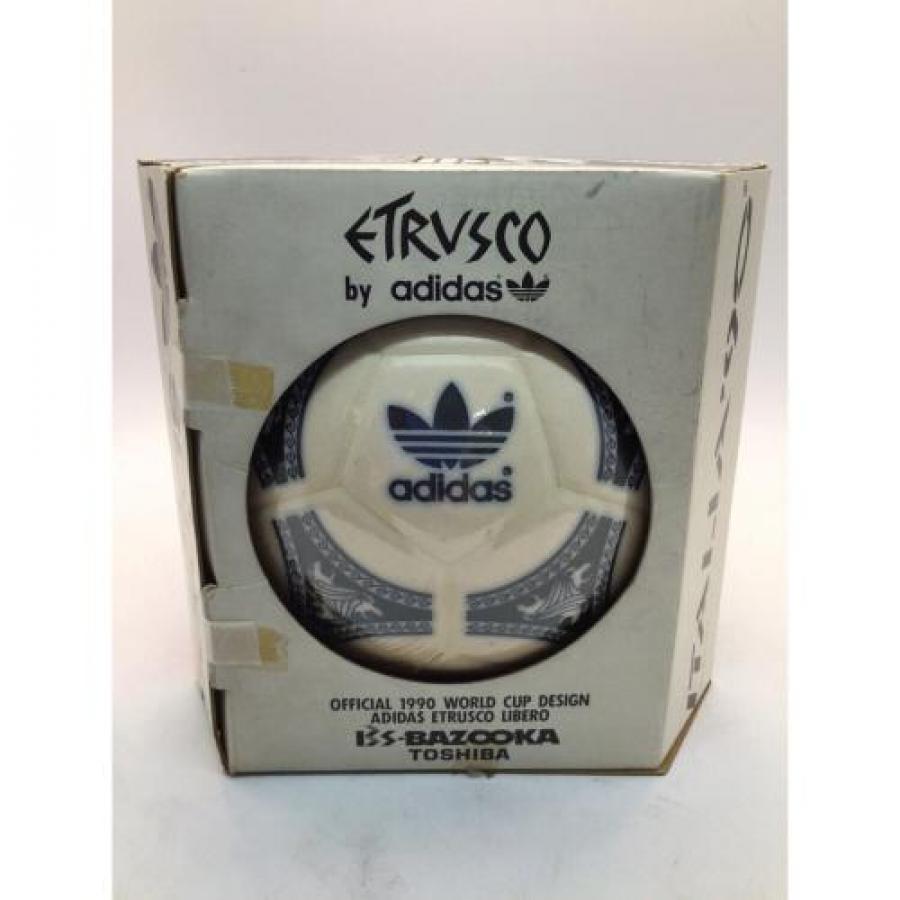 ETRVSCO
by adidas
adidas
OFFICIAL 1990 WORLD CUP DESIGN
ADIDAS ETRUSCO LIBERO
BS-BAZOOKA
TOSHIBA